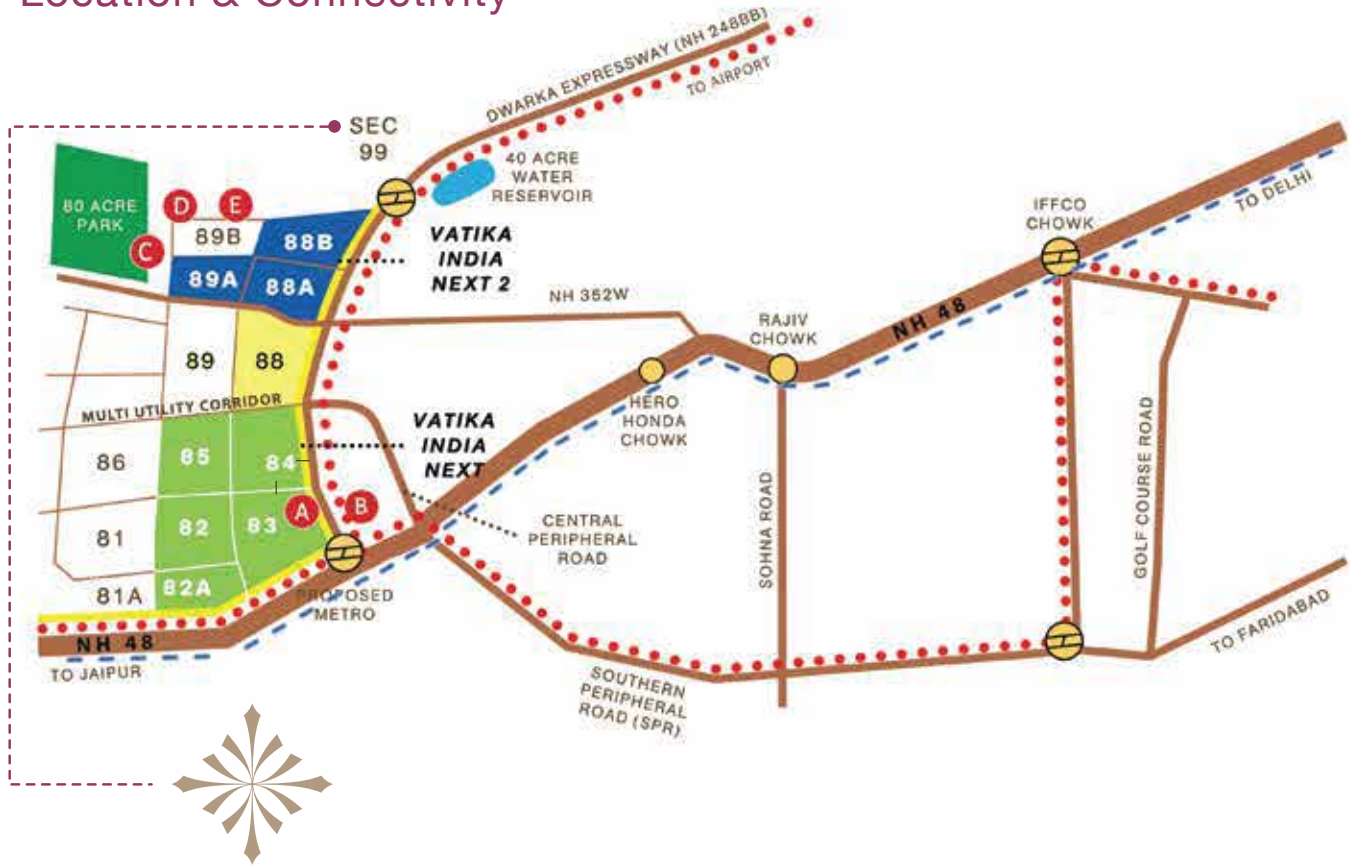 Location & Connectivity
DWARKA EXPRESSWAY (NH 248BB)
TO AIRPORT
SEC
99
40 ACRE
WATER
RESERVOIR
80 ACRE
PARK
D
E
C
89B
88B
89A
88A
VATIKA
INDIA
NEXT 2
IFFCO
CHOWK
TO DELHI
NH 352W
NH 48
RAJIV
CHOWK
89
88
HERO
HONDA
CHOWK
MULTI UTILITY CORRIDOR
VATIKA
INDIA
NEXT
86
85
84
A
B
81
82
83
CENTRAL
PERIPHERAL
ROAD
SOHNA ROAD
GOLF COURSE ROAD
81A
82A
PROPOSED
METRO
NH 48
TO JAIPUR
SOUTHERN
PERIPHERAL
ROAD (SPR)
TO FARIDABAD